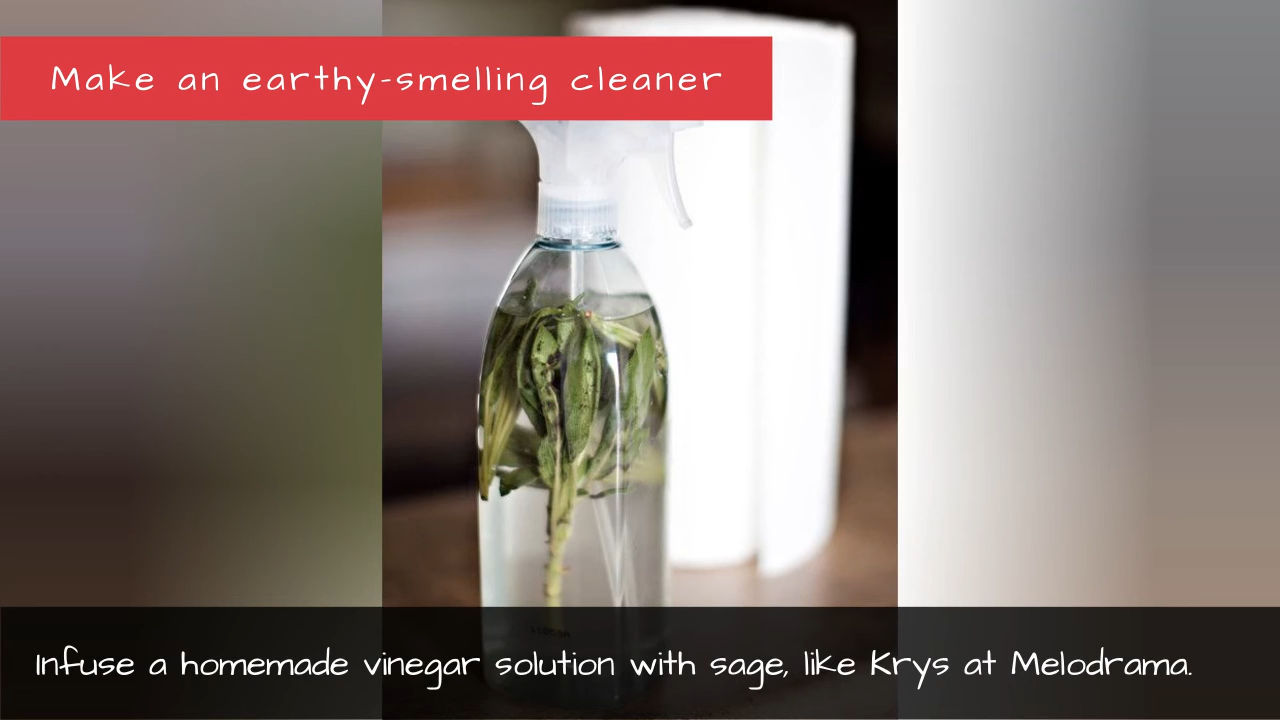 Make an earthy-smelling cleaner
Infuse a homemade vinegar solution with sage, like Krys at Melodrama.